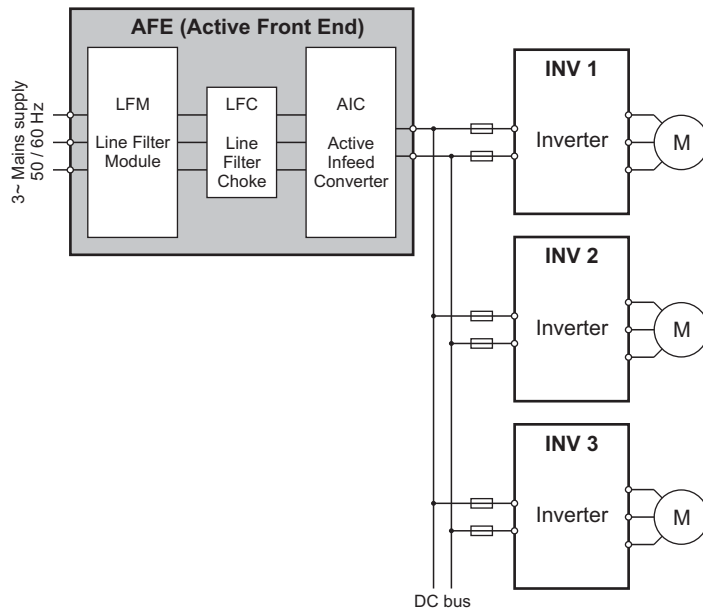 AFE (Active Front End)
3~ Mains supply
50 / 60 Hz
LFM
Line Filter
Module
LFC
Line
Filter
Choke
AIC
Active
Infeed
Converter
INV 1
Inverter
M
INV 2
Inverter
M
INV 3
Inverter
M
DC bus